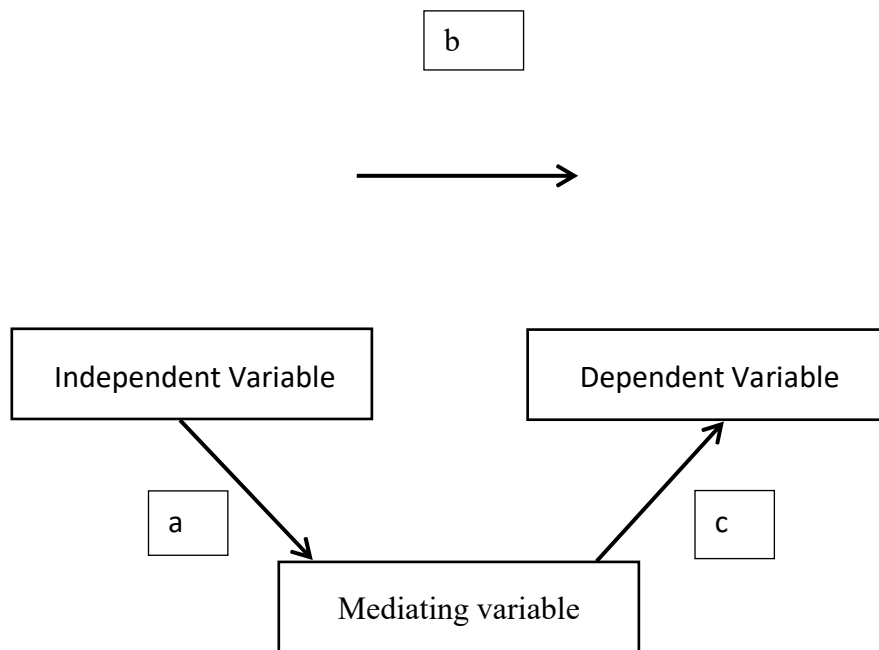 b
Independent Variable
Dependent Variable
a
c
Mediating variable